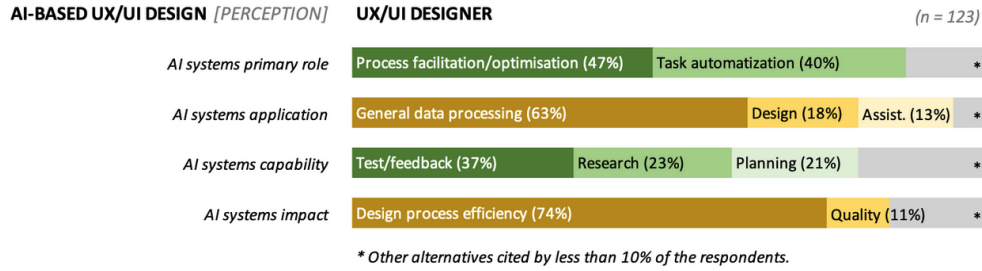 AI-BASED UX/UI DESIGN [PERCEPTION] UX/UI DESIGNER (n = 123)
AI systems primary role Process facilitation/optimisation (47%) Task automatization (40%) *
AI systems application General data processing (63%) Design (18%) Assist. (13%) *
AI systems capability Test/feedback (37%) Research (23%) Planning (21%) *
AI systems impact Design process efficiency (74%) Quality (11%) *
* Other alternatives cited by less than 10% of the respondents.